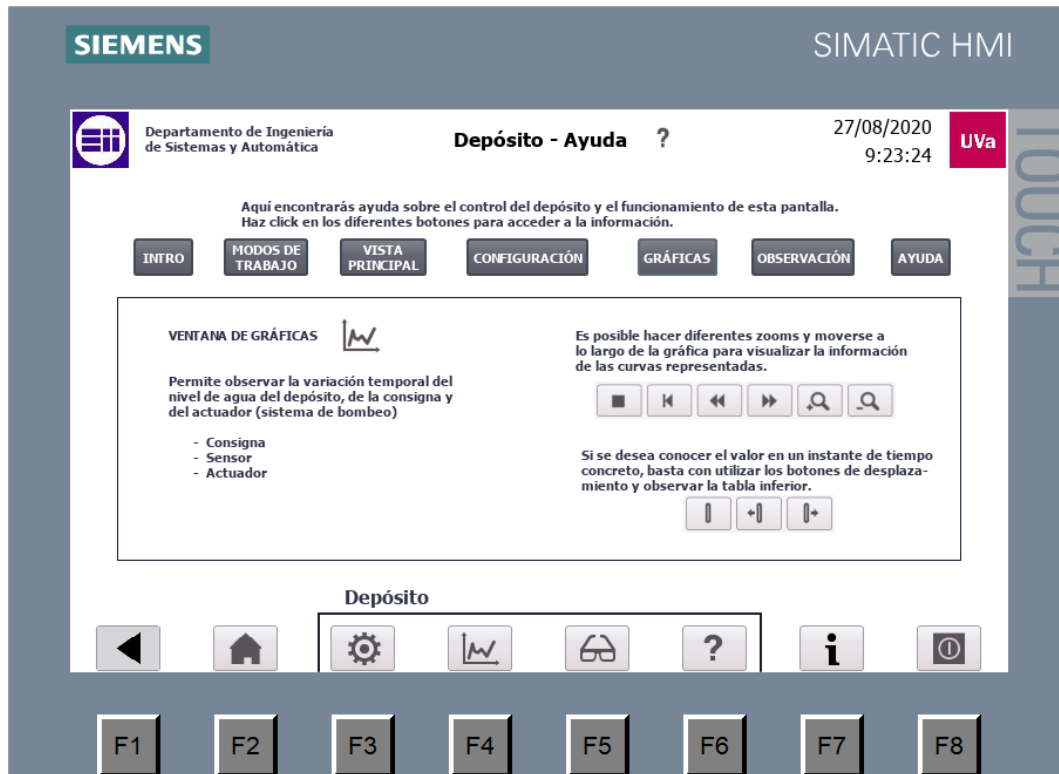 SIEMENS
SIMATIC HMI
TOUCH
Departamento de Ingeniería
de Sistemas y Automática
Depósito - Ayuda ?
27/08/2020
9:23:24
UVa
Aquí encontrarás ayuda sobre el control del depósito y el funcionamiento de esta pantalla.
Haz click en los diferentes botones para acceder a la información.
INTRO
MODOS DE
TRABAJO
VISTA
PRINCIPAL
CONFIGURACIÓN
GRÁFICAS
OBSERVACIÓN
AYUDA
VENTANA DE GRÁFICAS
Permite observar la variación temporal del
nivel de agua del depósito, de la consigna y
del actuador (sistema de bombeo)
- Consigna
- Sensor
- Actuador
Es posible hacer diferentes zooms y moverse a
lo largo de la gráfica para visualizar la información
de las curvas representadas.
Si se desea conocer el valor en un instante de tiempo
concreto, basta con utilizar los botones de desplaza-
miento y observar la tabla inferior.
Depósito
?
i
F1
F2
F3
F4
F5
F6
F7
F8